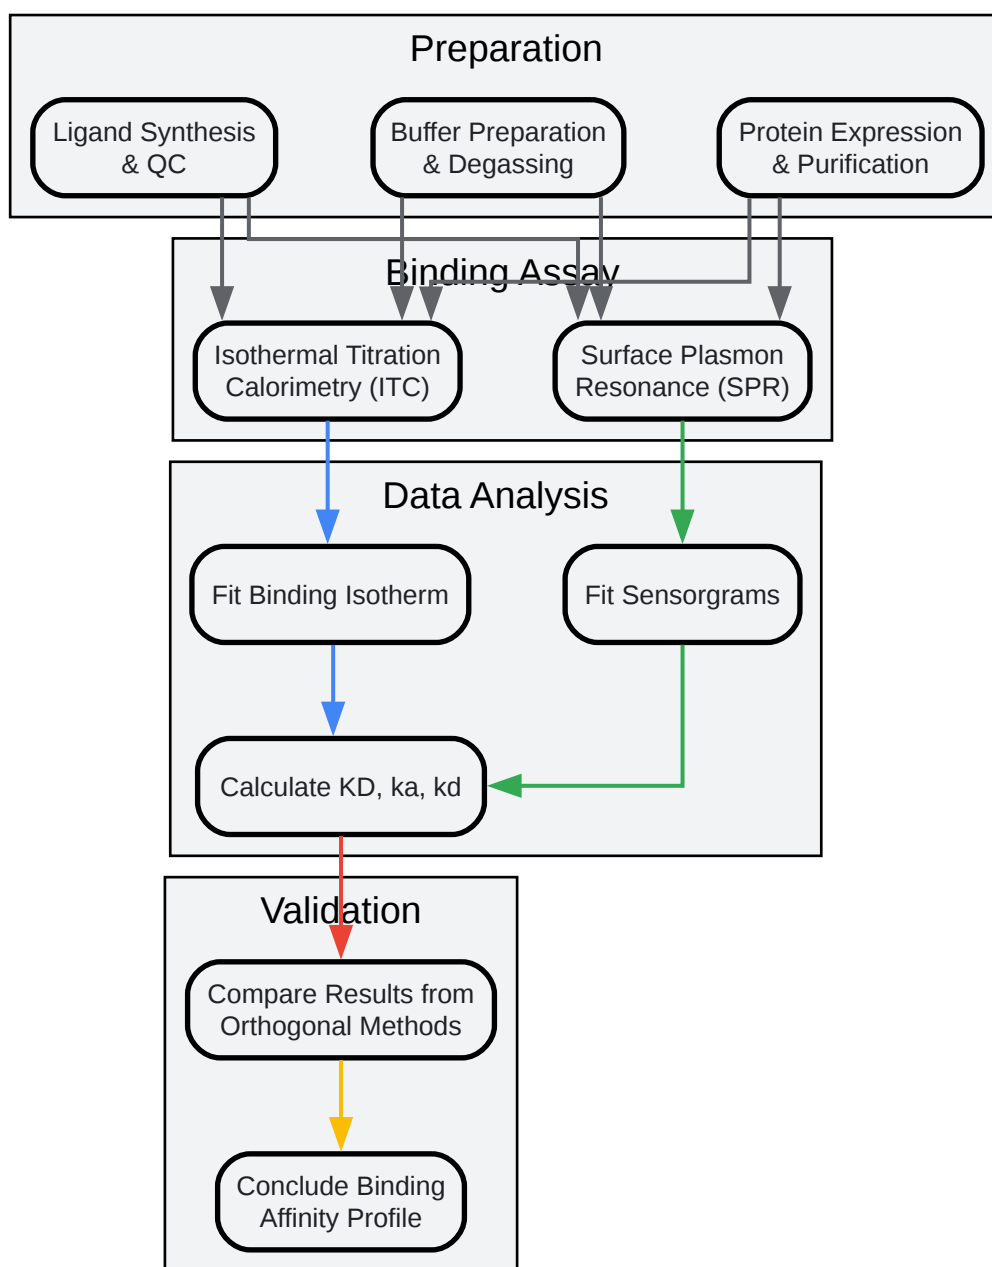 Preparation
Ligand Synthesis
& QC
Buffer Preparation
& Degassing
Protein Expression
& Purification
Binding Assay
Isothermal Titration
Calorimetry (ITC)
Surface Plasmon
Resonance (SPR)
Data Analysis
Fit Binding Isotherm
Fit Sensorgrams
Calculate KD, ka, kd
Validation
Compare Results from
Orthogonal Methods
Conclude Binding
Affinity Profile